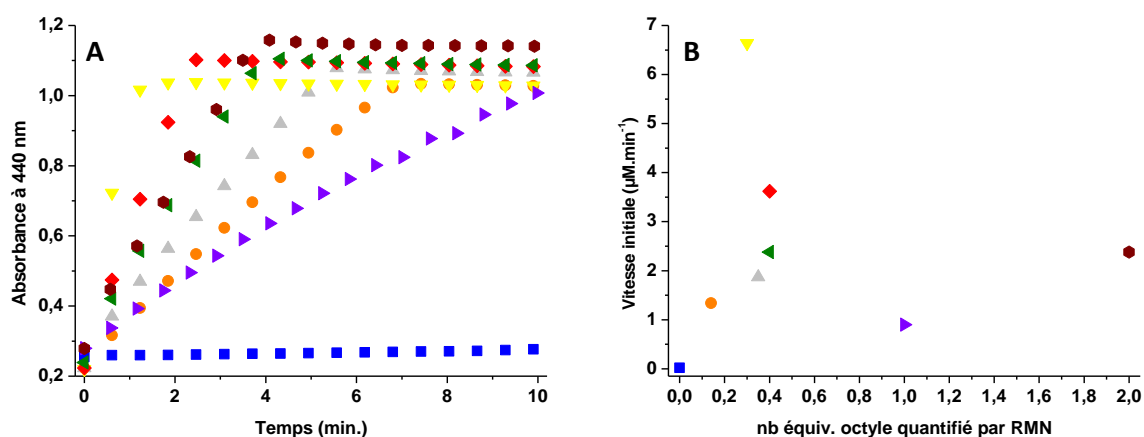 A
Absorbance à 440 nm
1,2
1,0
0,8
0,6
0,4
0,2
0 2 4 6 8 10
Temps (min.)
B
Vitesse initiale (µM.min-1)
7
6
5
4
3
2
1
0
0,0 0,2 0,4 0,6 0,8 1,0 1,2 1,4 1,6 1,8 2,0
nb équiv. octyle quantifié par RMN